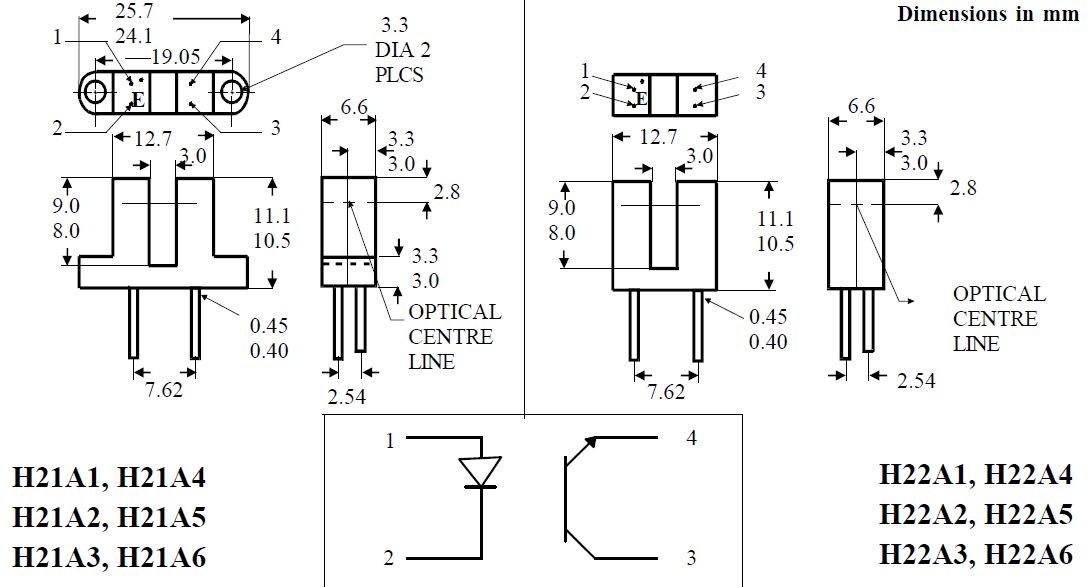 Dimensions in mm
25.7
24.1
19.05
1
4
2
3
E
3.3
DIA 2
PLCS
12.7
3.0
9.0
8.0
11.1
10.5
0.45
0.40
7.62
6.6
3.3
3.0
2.8
3.3
3.0
OPTICAL
CENTRE
LINE
2.54
1
2
E
4
3
12.7
3.0
9.0
8.0
11.1
10.5
0.45
0.40
7.62
6.6
3.3
3.0
2.8
OPTICAL
CENTRE
LINE
2.54
1
2
4
3
H21A1, H21A4
H21A2, H21A5
H21A3, H21A6
H22A1, H22A4
H22A2, H22A5
H22A3, H22A6